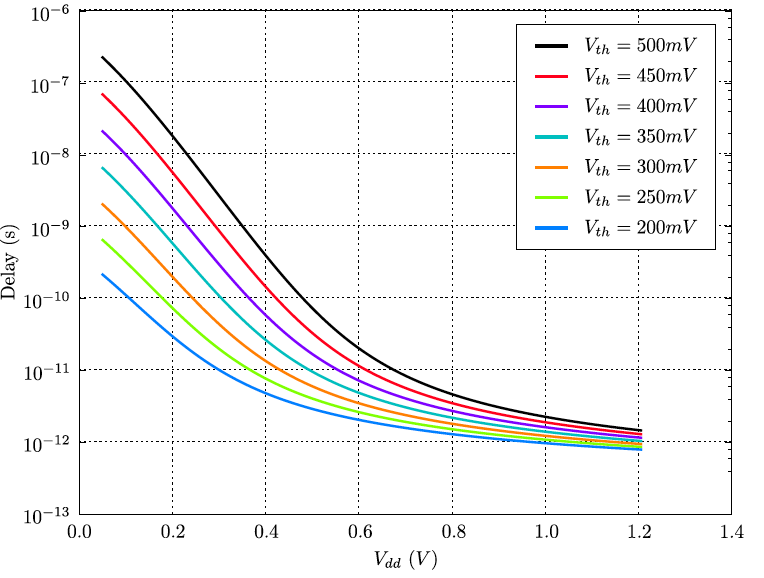 10⁻⁶
10⁻⁷
10⁻⁸
10⁻⁹
10⁻¹⁰
10⁻¹¹
10⁻¹²
10⁻¹³
Delay (s)
V_th = 500mV
V_th = 450mV
V_th = 400mV
V_th = 350mV
V_th = 300mV
V_th = 250mV
V_th = 200mV
0.0 0.2 0.4 0.6 0.8 1.0 1.2 1.4
V_dd (V)